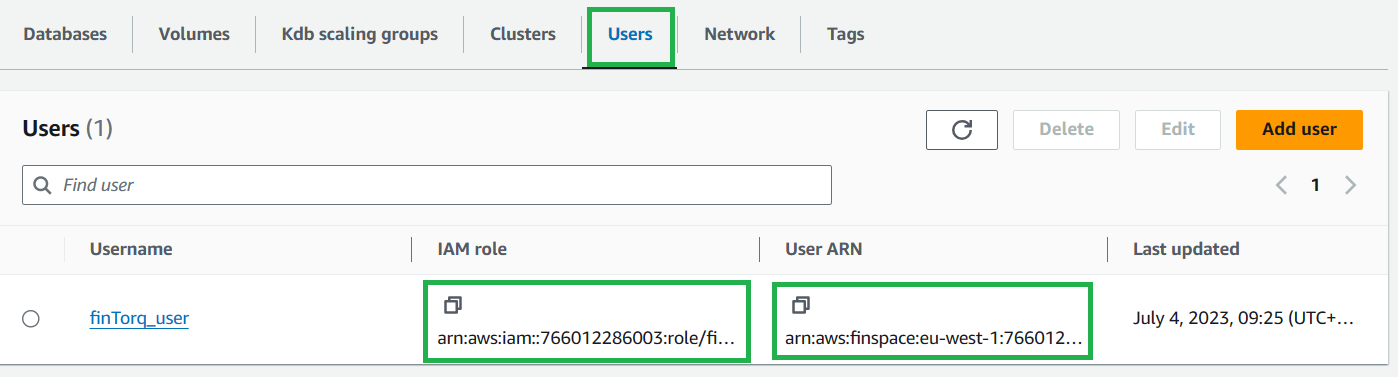 Databases Volumes Kdb scaling groups Clusters Users Network Tags
Users (1) Delete Edit Add user
Find user 1
Username IAM role User ARN Last updated
finTorq_user arn:aws:iam::766012286003:role/fi… arn:aws:finspace:eu-west-1:766012… July 4, 2023, 09:25 (UTC+…